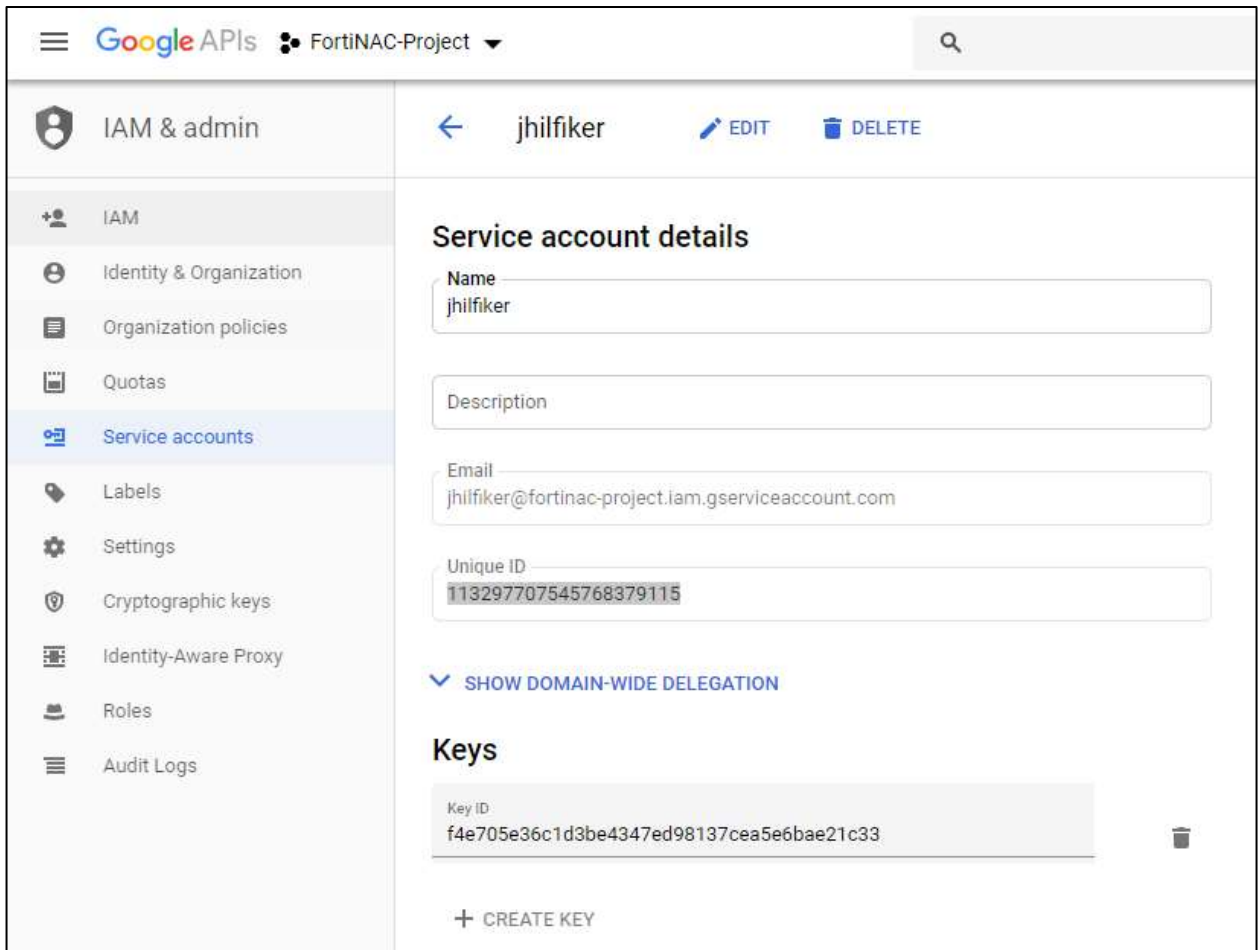 Google APIs FortiNAC-Project
IAM & admin
jhilfiker EDIT DELETE
IAM
Identity & Organization
Organization policies
Quotas
Service accounts
Labels
Settings
Cryptographic keys
Identity-Aware Proxy
Roles
Audit Logs
Service account details
Name
jhilfiker
Description
Email
jhilfiker@fortinac-project.iam.gserviceaccount.com
Unique ID
113297707545768379115
SHOW DOMAIN-WIDE DELEGATION
Keys
Key ID
f4e705e36c1d3be4347ed98137cea5e6bae21c33
+ CREATE KEY